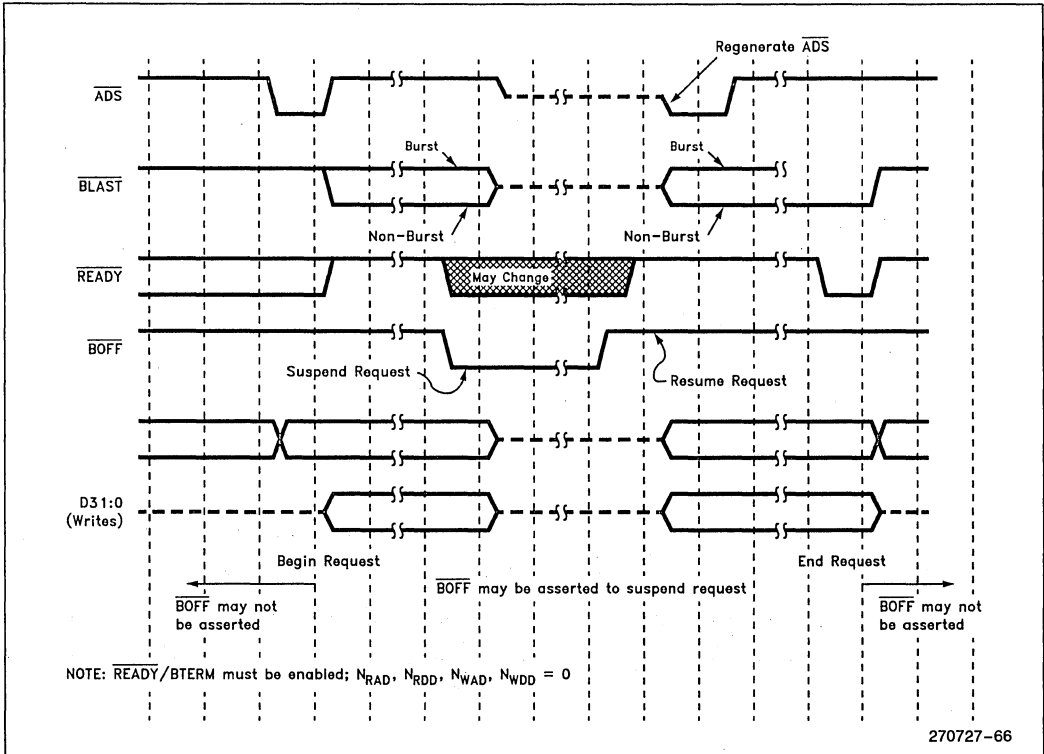 Regenerate ADS
ADS
Burst
Burst
BLAST
Non-Burst
Non-Burst
READY
May Change
BOFF
Suspend Request
Resume Request
D31:0
(Writes)
Begin Request
End Request
BOFF may not
be asserted
BOFF may be asserted to suspend request
BOFF may not
be asserted
NOTE: READY/BTERM must be enabled; NRAD, NRDD, NWAD, NWDD = 0
270727-66